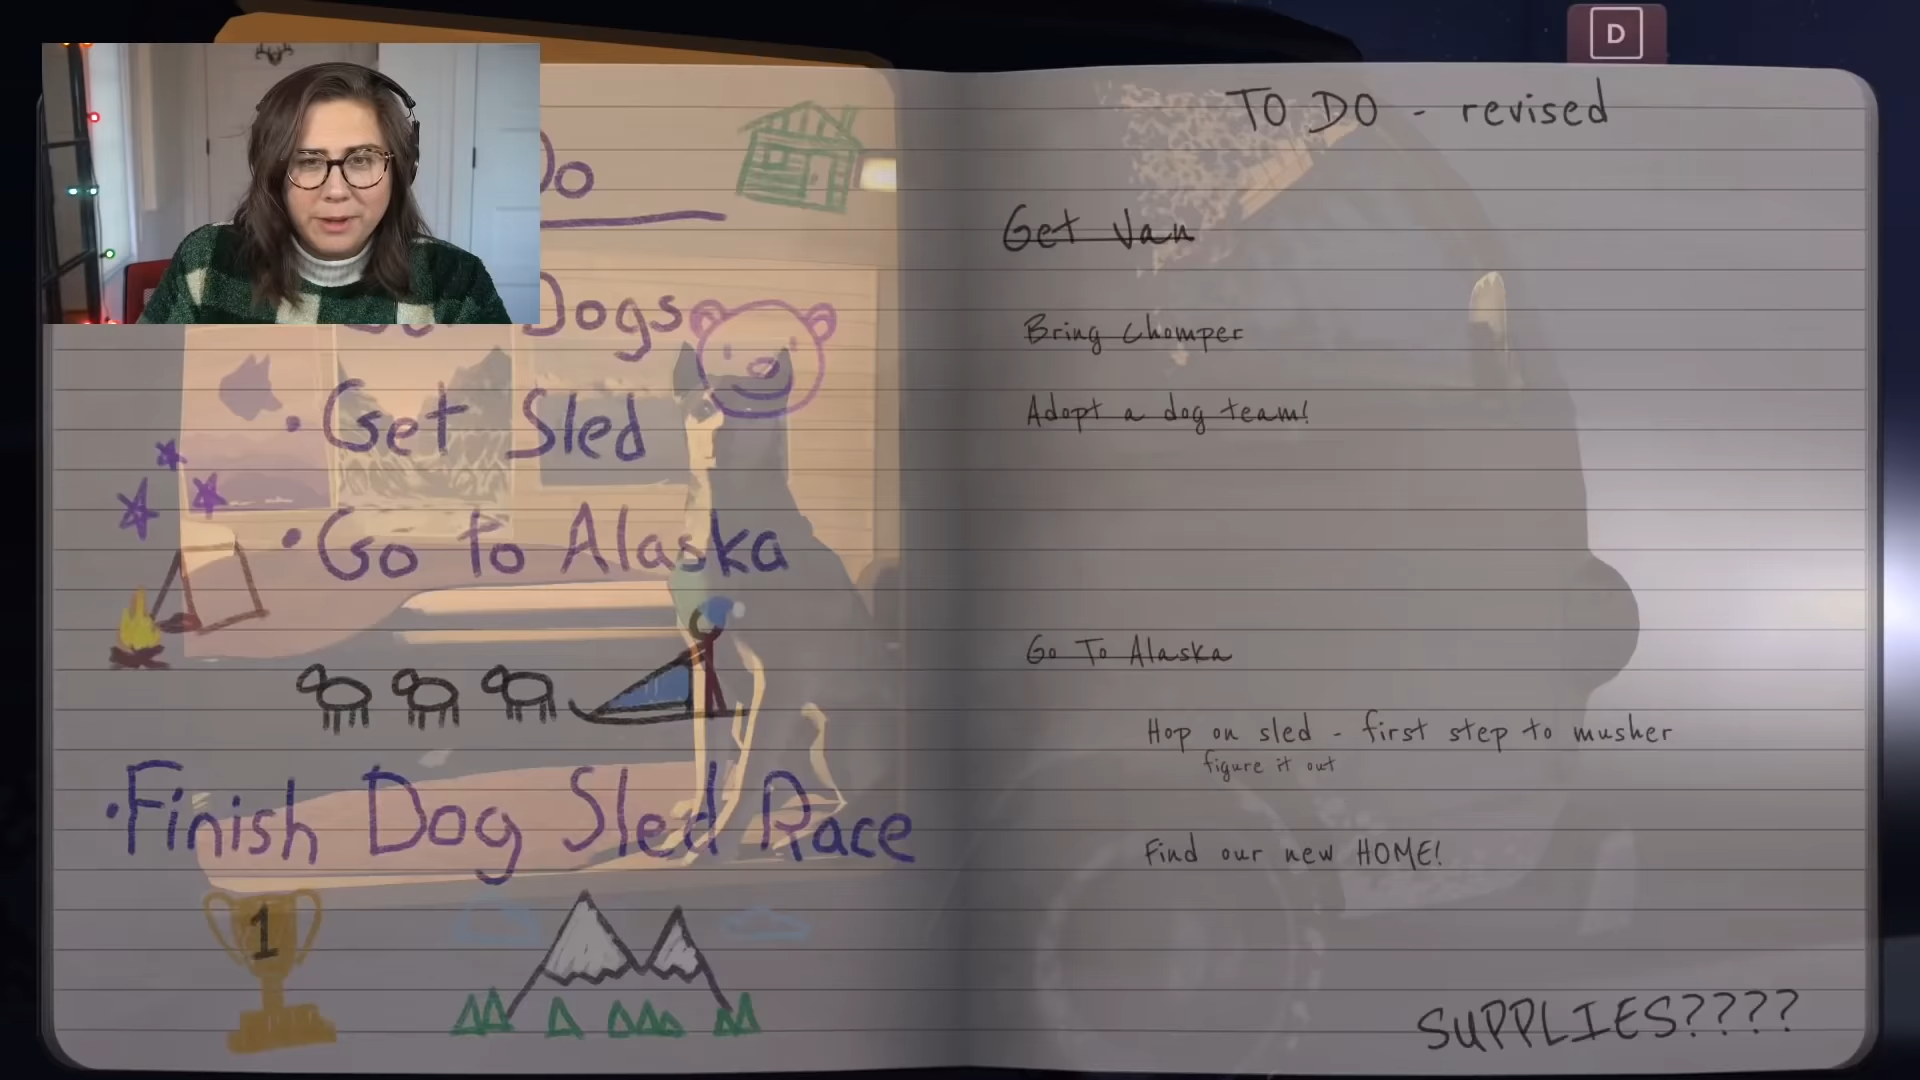 D
Do
Dogs
• Get Sled
• Go to Alaska
• Finish Dog Sled Race
1
TO DO - revised
Get Van
Bring Chomper
Adopt a dog team!
Go To Alaska
Hop on sled - first step to musher
figure it out
Find our new HOME!
SUPPLIES????